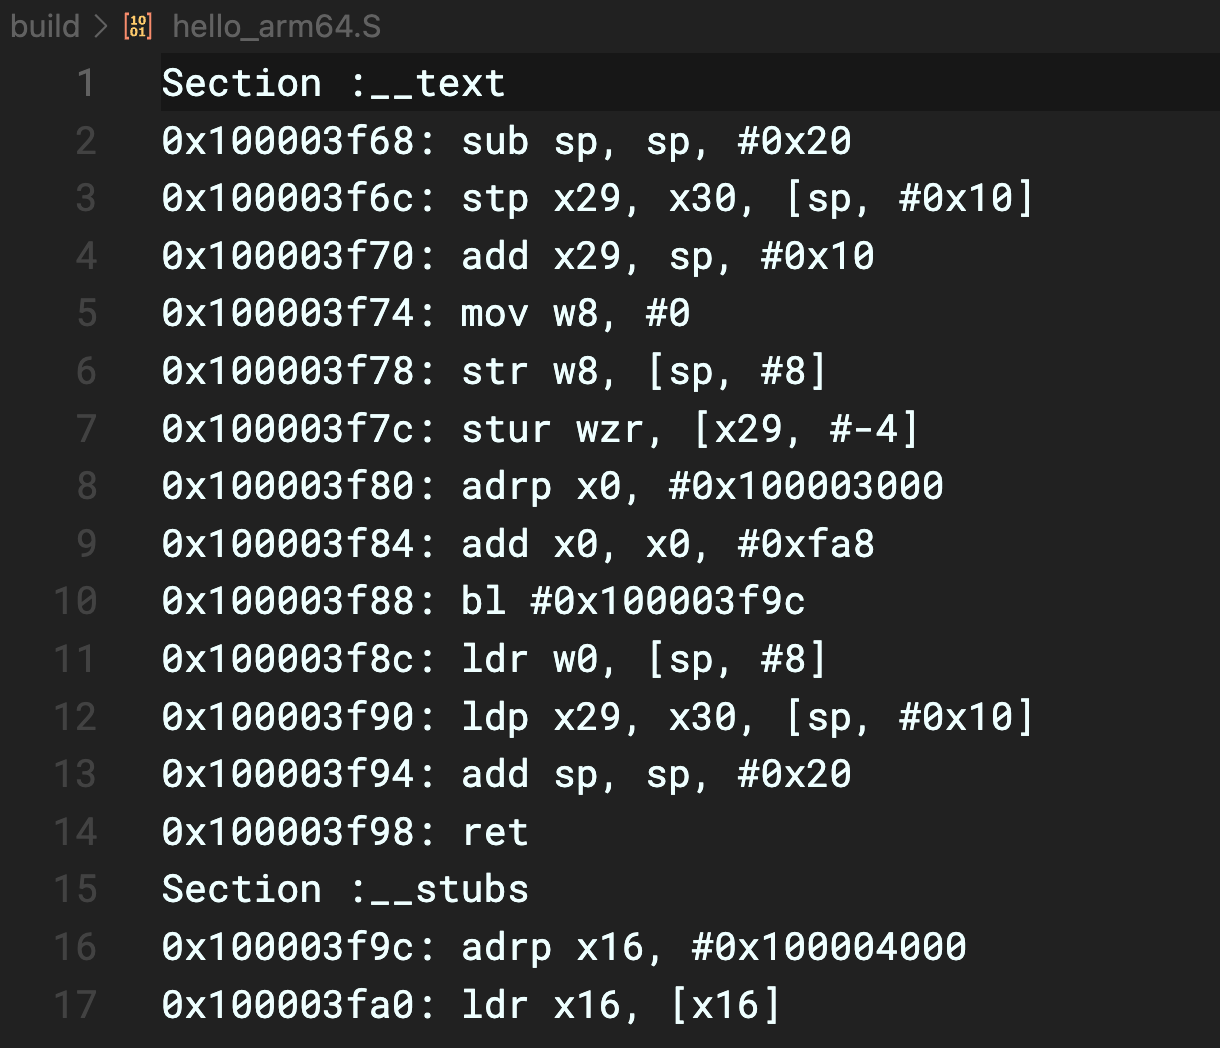 build > hello_arm64.S
1 Section :__text
2 0x100003f68: sub sp, sp, #0x20
3 0x100003f6c: stp x29, x30, [sp, #0x10]
4 0x100003f70: add x29, sp, #0x10
5 0x100003f74: mov w8, #0
6 0x100003f78: str w8, [sp, #8]
7 0x100003f7c: stur wzr, [x29, #-4]
8 0x100003f80: adrp x0, #0x100003000
9 0x100003f84: add x0, x0, #0xfa8
10 0x100003f88: bl #0x100003f9c
11 0x100003f8c: ldr w0, [sp, #8]
12 0x100003f90: ldp x29, x30, [sp, #0x10]
13 0x100003f94: add sp, sp, #0x20
14 0x100003f98: ret
15 Section :__stubs
16 0x100003f9c: adrp x16, #0x100004000
17 0x100003fa0: ldr x16, [x16]